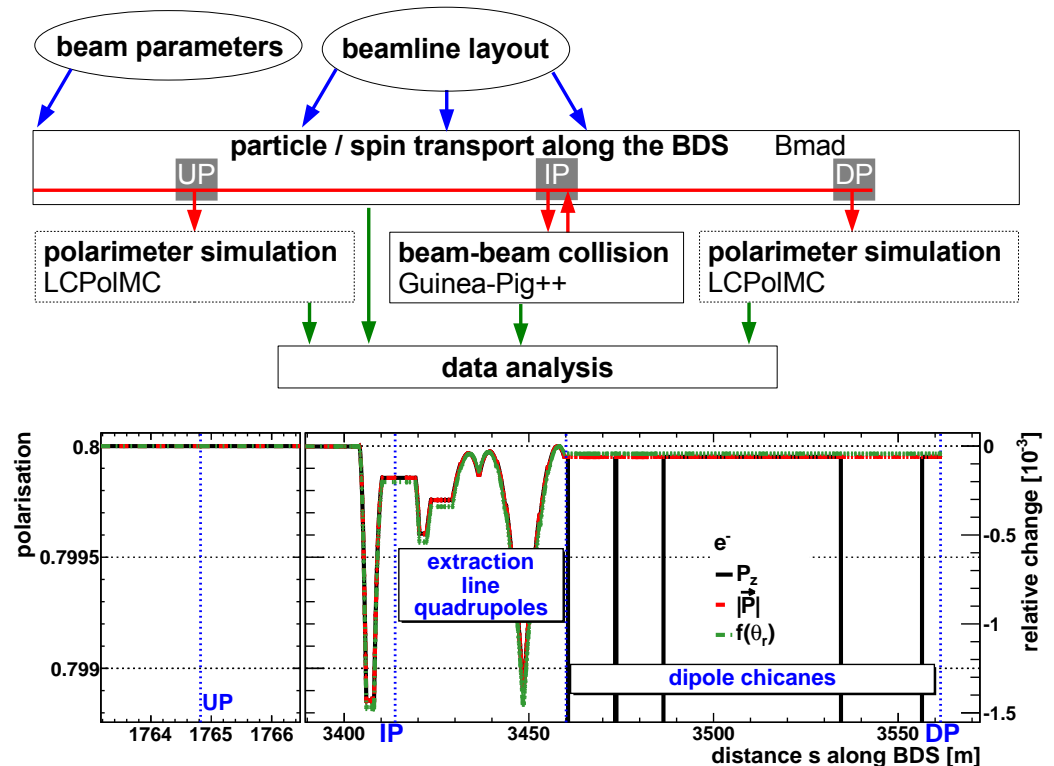 beam parameters
beamline layout
particle / spin transport along the BDS Bmad
UP IP DP
polarimeter simulation
LCPolMC
beam-beam collision
Guinea-Pig++
polarimeter simulation
LCPolMC
data analysis
polarisation
0.8
0.7995
0.799
UP
1764 1765 1766
extraction
line
quadrupoles
e-
Pz
|P|
f(θr)
dipole chicanes
3400 IP 3450 3500 3550 DP
distance s along BDS [m]
0
-0.5
-1
-1.5
relative change [10-3]